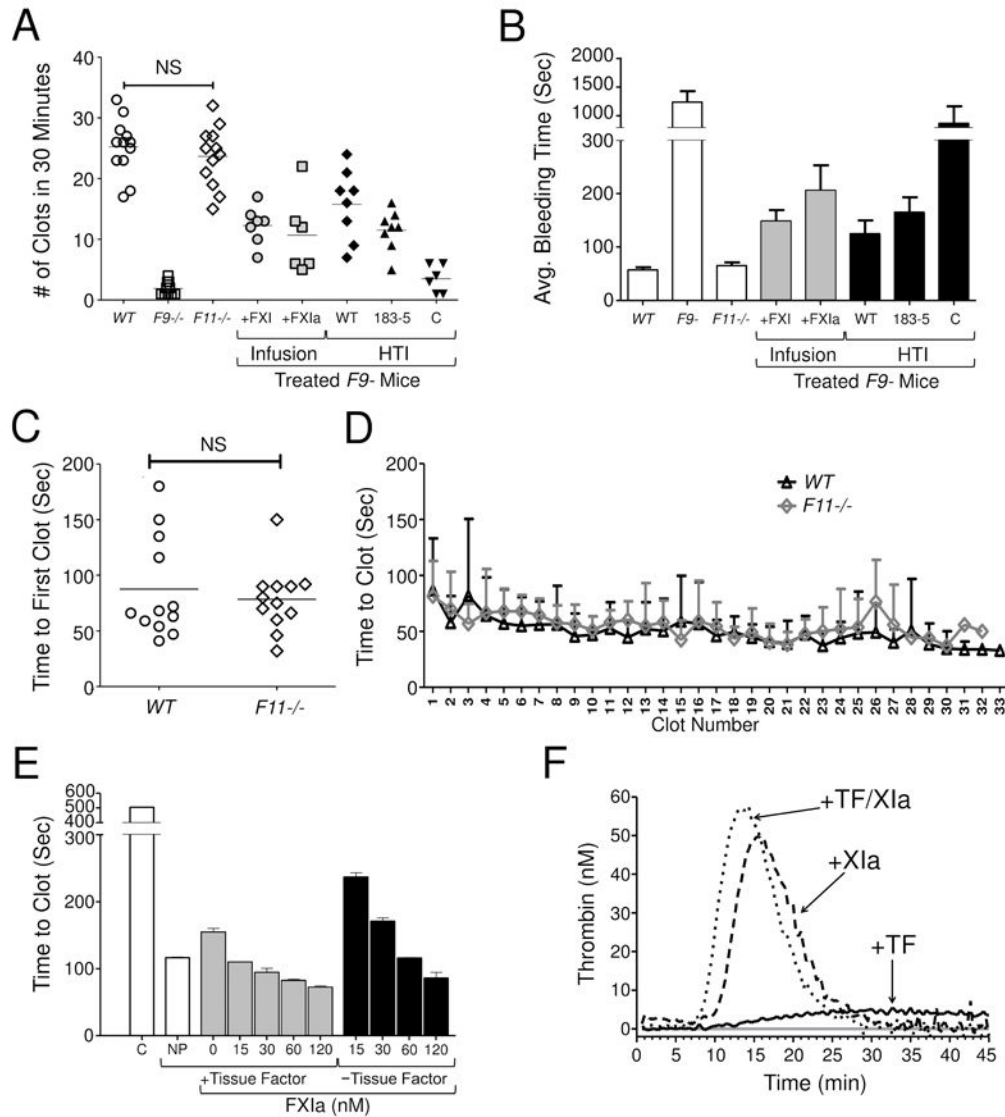 A
# of Clots in 30 Minutes
40
30
20
10
0
NS
WT F9-/- F11-/- +FXI +FXIa WT 183-5 C
Infusion HTI
Treated F9- Mice
B
Avg. Bleeding Time (Sec)
2000
1000
300
200
100
0
WT F9- F11-/- +FXI +FXIa WT 183-5 C
Infusion HTI
Treated F9- Mice
C
Time to First Clot (Sec)
200
150
100
50
0
NS
WT F11-/-
D
Time to Clot (Sec)
200
150
100
50
0
WT
F11-/-
1 2 3 4 5 6 7 8 9 10 11 12 13 14 15 16 17 18 19 20 21 22 23 24 25 26 27 28 29 30 31 32 33
Clot Number
E
Time to Clot (Sec)
600
500
400
300
200
100
0
C NP 0 15 30 60 120 15 30 60 120
+Tissue Factor −Tissue Factor
FXIa (nM)
F
Thrombin (nM)
60
50
40
30
20
10
0
+TF/XIa
+XIa
+TF
0 5 10 15 20 25 30 35 40 45
Time (min)